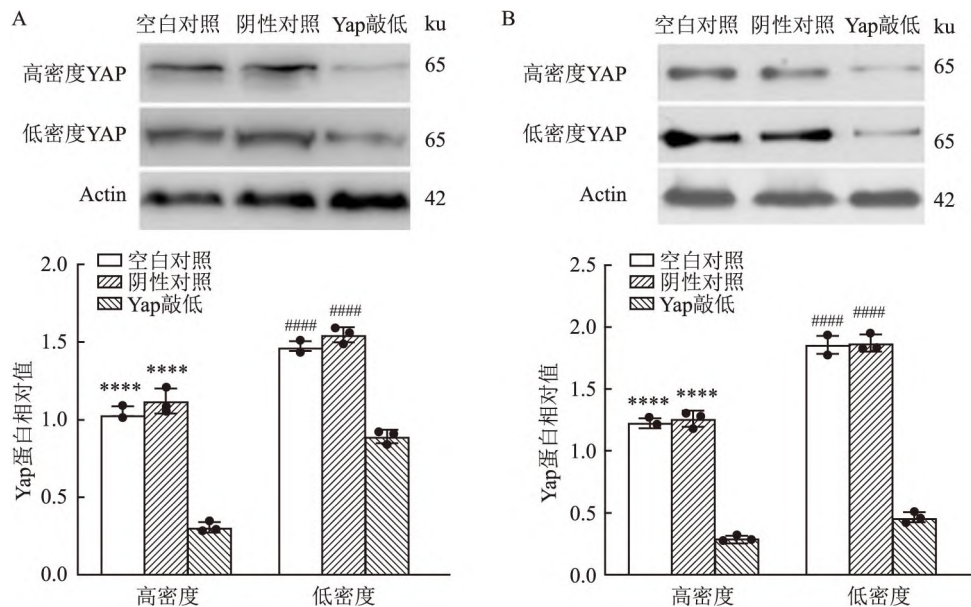 A
空白对照 阴性对照 Yap敲低 ku
高密度YAP 65
低密度YAP 65
Actin 42
空白对照
阴性对照
Yap敲低
Yap蛋白相对值
2.0
1.5
1.0
0.5
0.0
**** ****
#### ####
高密度 低密度
B
空白对照 阴性对照 Yap敲低 ku
高密度YAP 65
低密度YAP 65
Actin 42
空白对照
阴性对照
Yap敲低
Yap蛋白相对值
2.5
2.0
1.5
1.0
0.5
0.0
**** ****
#### ####
高密度 低密度